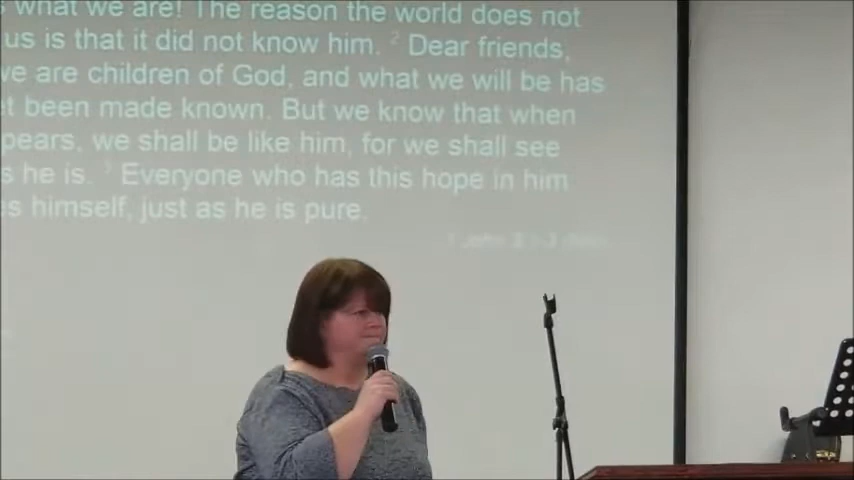 what we are! The reason the world does not
us is that it did not know him. 2 Dear friends,
we are children of God, and what we will be has
been made known. But we know that when
we shall be like him, for we shall see
he is. Everyone who has this hope in him
himself, just as he is pure.